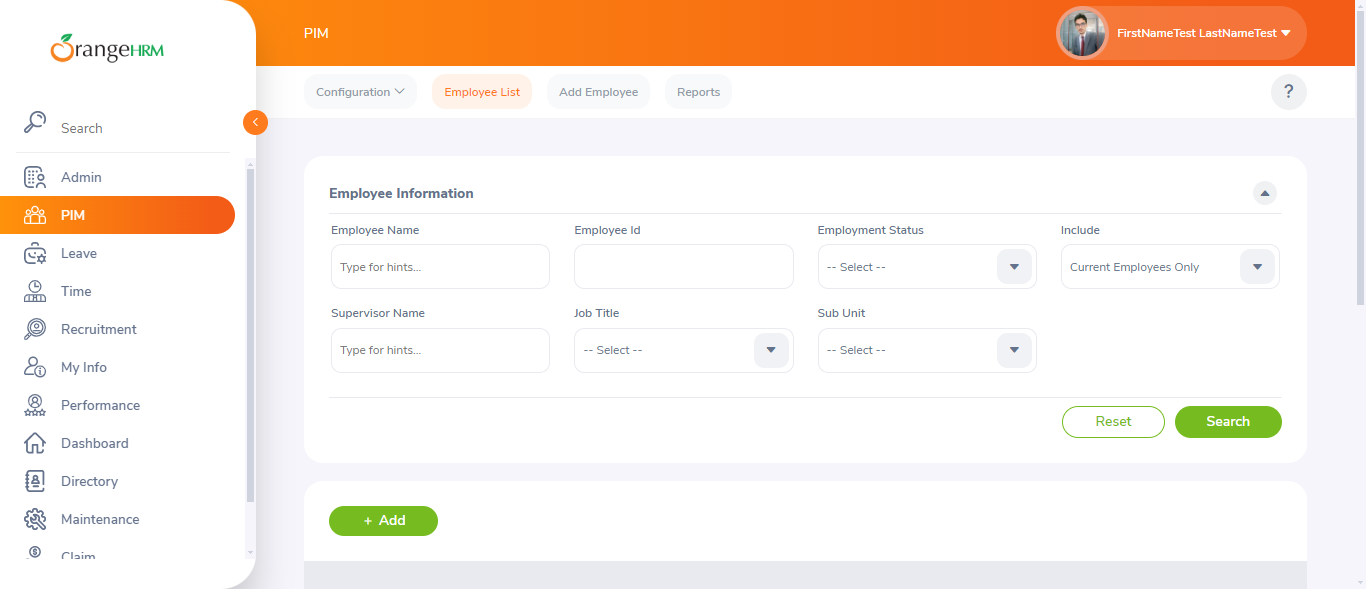 OrangeHRM
Search
Admin
PIM
Leave
Time
Recruitment
My Info
Performance
Dashboard
Directory
Maintenance
Claim
PIM
FirstNameTest LastNameTest
Configuration
Employee List
Add Employee
Reports
?
Employee Information
Employee Name
Employee Id
Employment Status
Include
Type for hints...
-- Select --
Current Employees Only
Supervisor Name
Job Title
Sub Unit
Type for hints...
-- Select --
-- Select --
Reset
Search
+ Add